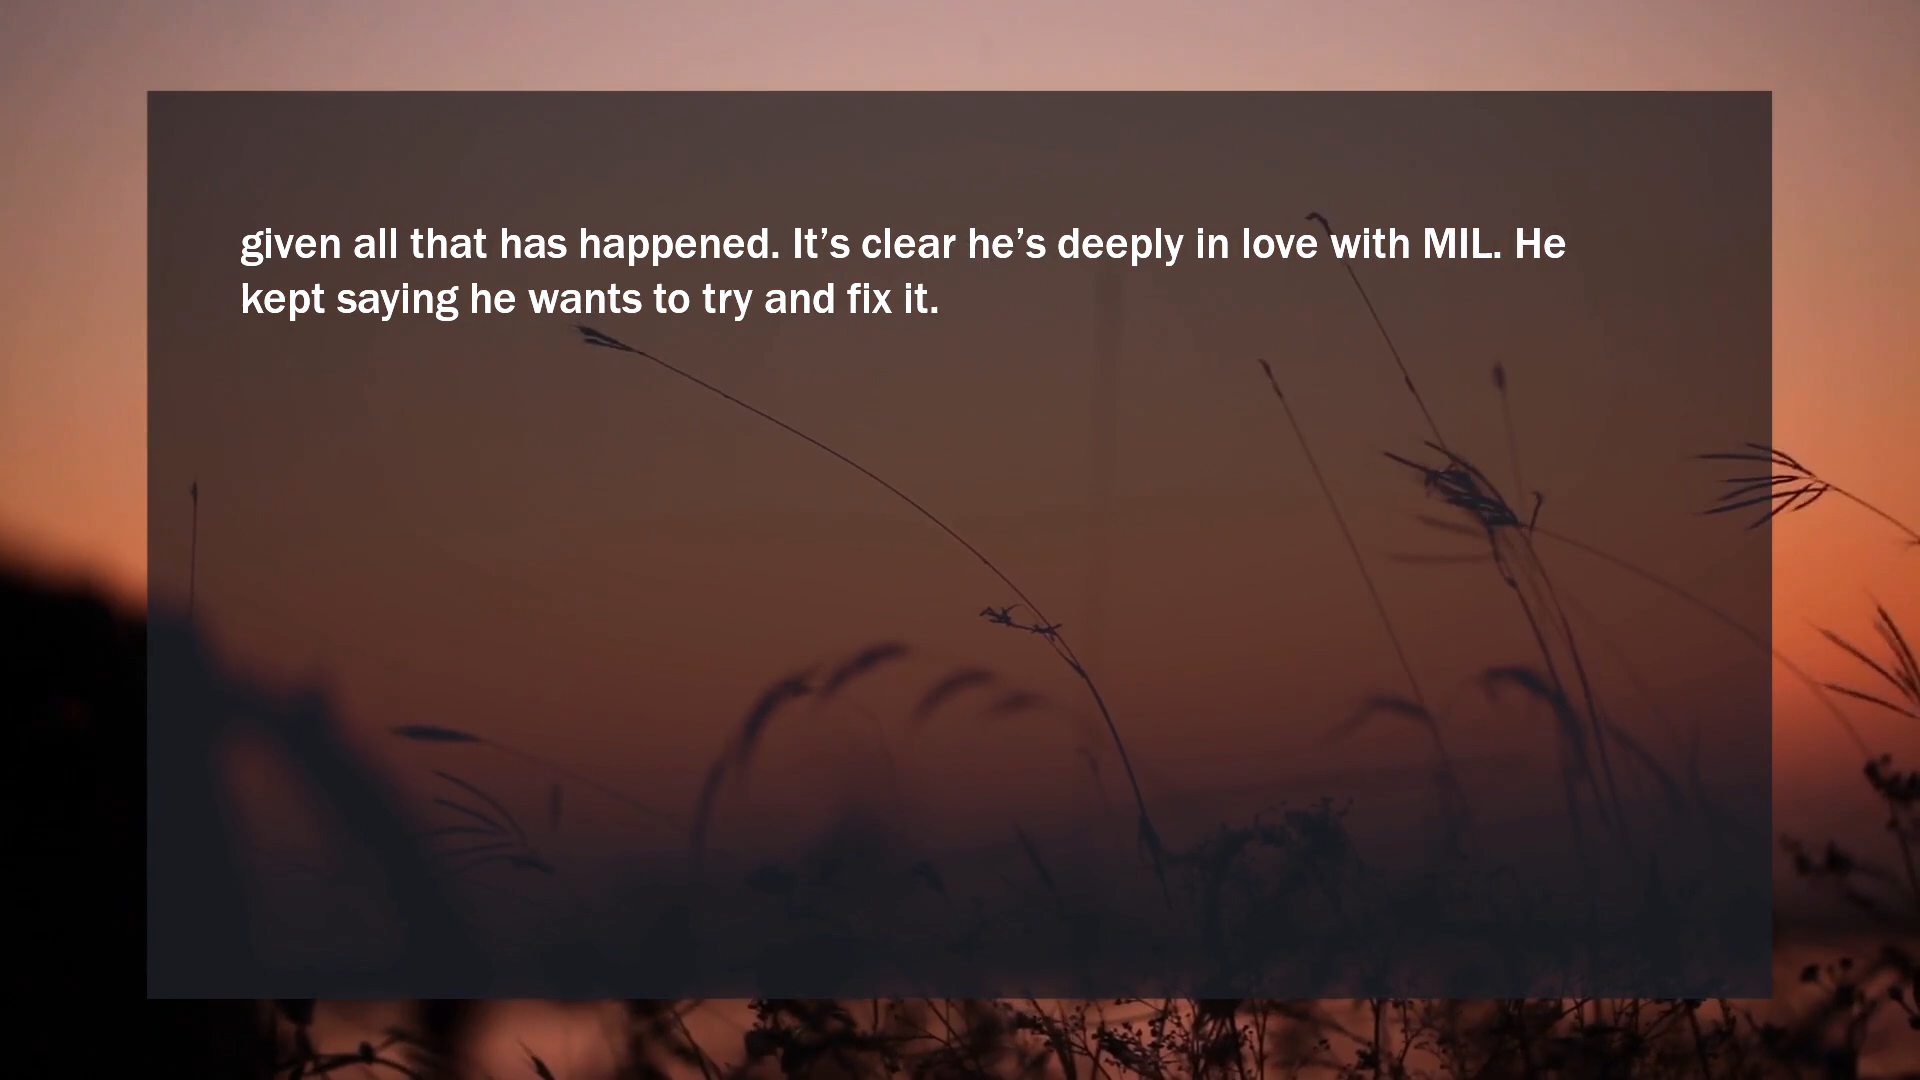 given all that has happened. It’s clear he’s deeply in love with MIL. He
kept saying he wants to try and fix it.